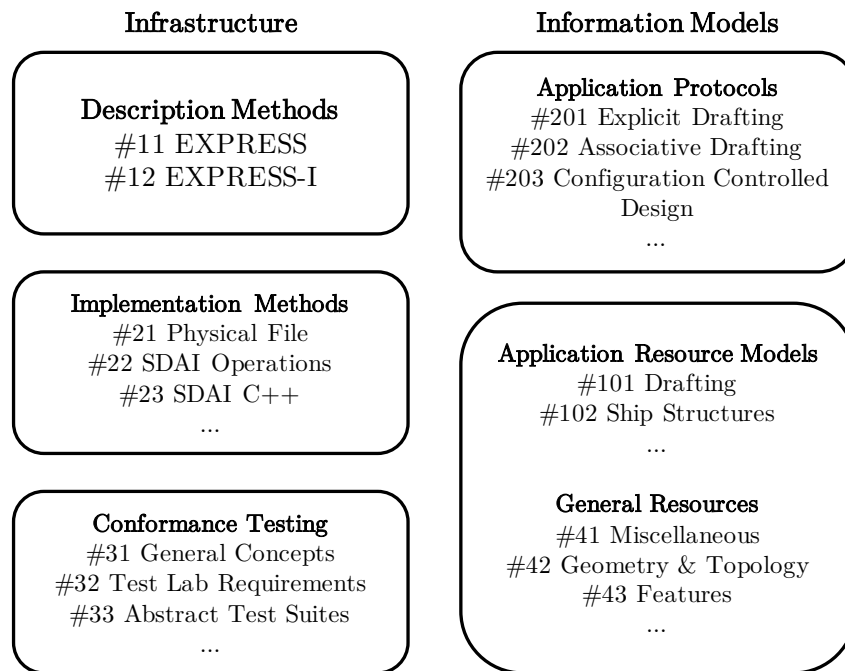 Infrastructure
Description Methods
#11 EXPRESS
#12 EXPRESS-I
Implementation Methods
#21 Physical File
#22 SDAI Operations
#23 SDAI C++
...
Conformance Testing
#31 General Concepts
#32 Test Lab Requirements
#33 Abstract Test Suites
...
Information Models
Application Protocols
#201 Explicit Drafting
#202 Associative Drafting
#203 Configuration Controlled
Design
...
Application Resource Models
#101 Drafting
#102 Ship Structures
...
General Resources
#41 Miscellaneous
#42 Geometry & Topology
#43 Features
...